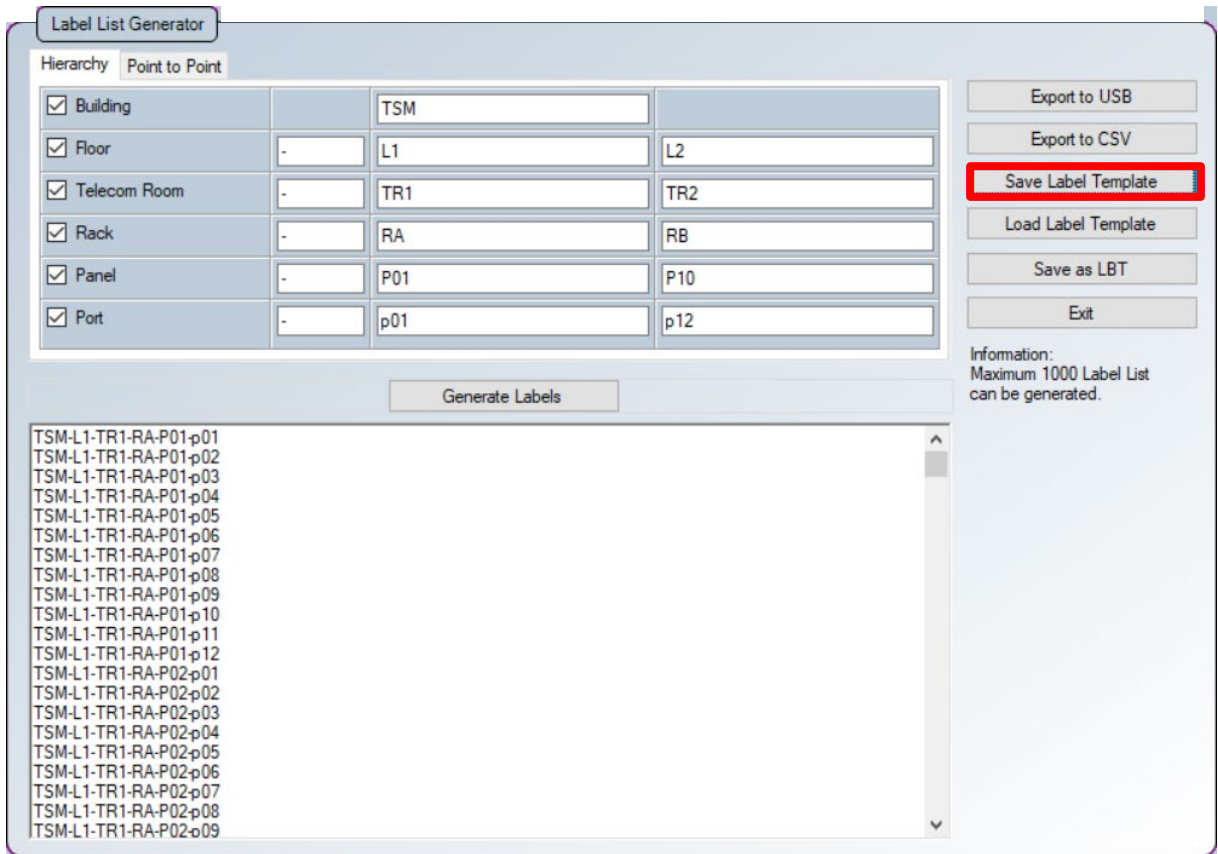 Label List Generator
Hierarchy Point to Point
Building TSM
Floor - L1 L2
Telecom Room - TR1 TR2
Rack - RA RB
Panel - P01 P10
Port - p01 p12
Generate Labels
Export to USB
Export to CSV
Save Label Template
Load Label Template
Save as LBT
Exit
Information:
Maximum 1000 Label List
can be generated.
TSM-L1-TR1-RA-P01-p01
TSM-L1-TR1-RA-P01-p02
TSM-L1-TR1-RA-P01-p03
TSM-L1-TR1-RA-P01-p04
TSM-L1-TR1-RA-P01-p05
TSM-L1-TR1-RA-P01-p06
TSM-L1-TR1-RA-P01-p07
TSM-L1-TR1-RA-P01-p08
TSM-L1-TR1-RA-P01-p09
TSM-L1-TR1-RA-P01-p10
TSM-L1-TR1-RA-P01-p11
TSM-L1-TR1-RA-P01-p12
TSM-L1-TR1-RA-P02-p01
TSM-L1-TR1-RA-P02-p02
TSM-L1-TR1-RA-P02-p03
TSM-L1-TR1-RA-P02-p04
TSM-L1-TR1-RA-P02-p05
TSM-L1-TR1-RA-P02-p06
TSM-L1-TR1-RA-P02-p07
TSM-L1-TR1-RA-P02-p08
TSM-L1-TR1-RA-P02-p09